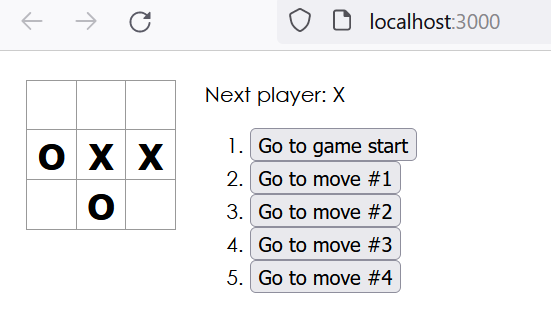 localhost:3000
Next player: X
O X X
O
1. Go to game start
2. Go to move #1
3. Go to move #2
4. Go to move #3
5. Go to move #4